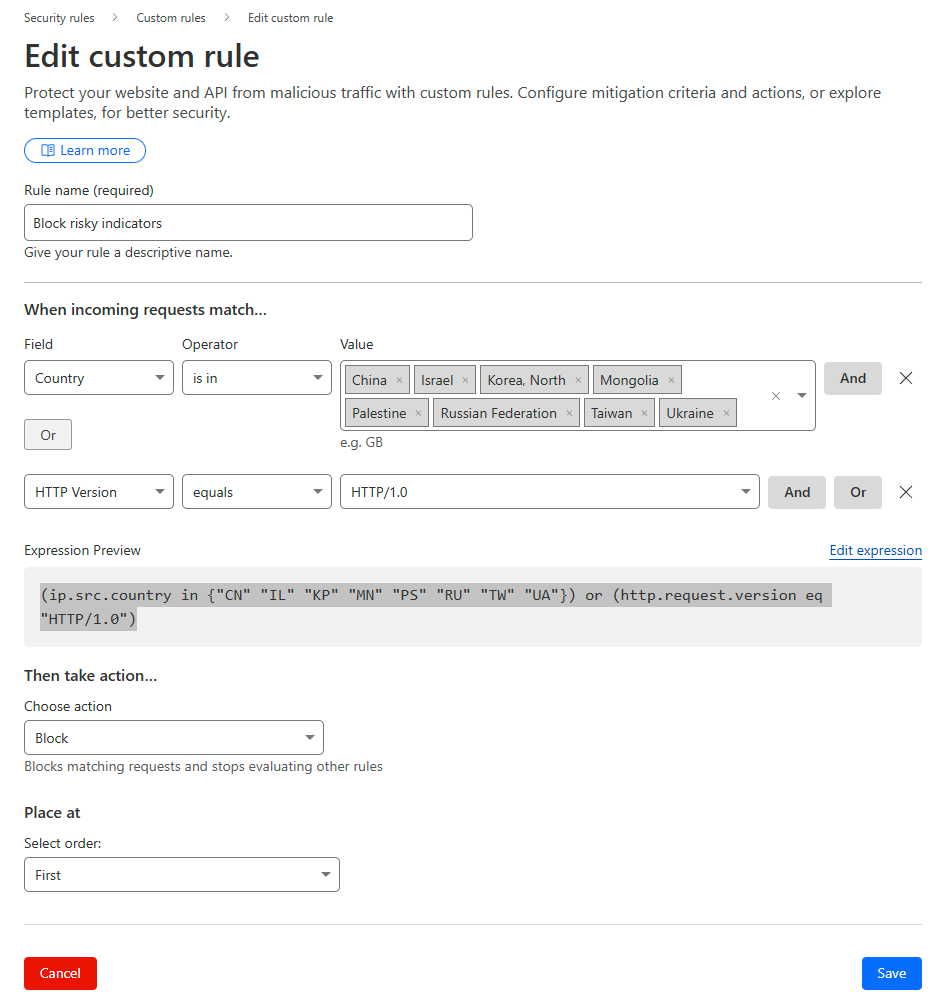 Security rules > Custom rules > Edit custom rule
Edit custom rule
Protect your website and API from malicious traffic with custom rules. Configure mitigation criteria and actions, or explore
templates, for better security.
Learn more
Rule name (required)
Block risky indicators
Give your rule a descriptive name.
When incoming requests match...
Field Operator Value
Country is in China × Israel × Korea, North × Mongolia × And
Palestine × Russian Federation × Taiwan × Ukraine ×
Or
e.g. GB
HTTP Version equals HTTP/1.0 And Or
Expression Preview Edit expression
(ip.src.country in {"CN" "IL" "KP" "MN" "PS" "RU" "TW" "UA"}) or (http.request.version eq
"HTTP/1.0")
Then take action...
Choose action
Block
Blocks matching requests and stops evaluating other rules
Place at
Select order:
First
Cancel Save